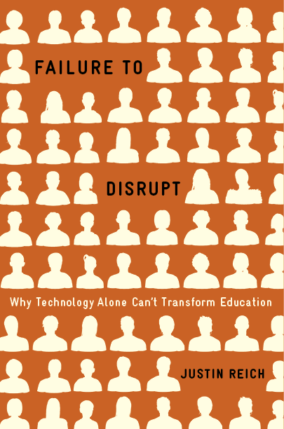 FAILURE TO
DISRUPT
Why Technology Alone Can't Transform Education
JUSTIN REICH